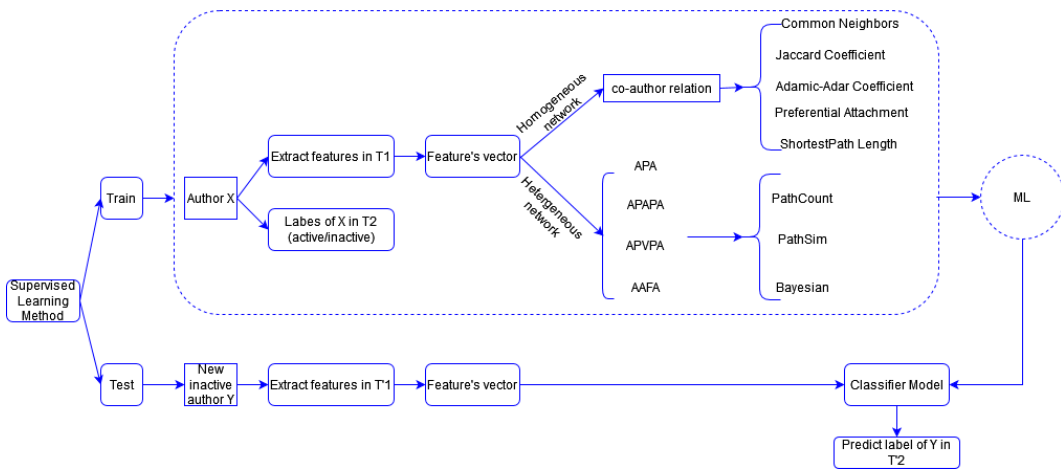 Supervised
Learning
Method
Train
Author X
Extract features in T1
Labes of X in T2
(active/inactive)
Feature's vector
Homogeneous
network
Hetergeneous
network
co-author relation
Common Neighbors
Jaccard Coefficient
Adamic-Adar Coefficient
Preferential Attachment
ShortestPath Length
APA
APAPA
APVPA
AAFA
PathCount
PathSim
Bayesian
ML
Test
New
inactive
author Y
Extract features in T'1
Feature's vector
Classifier Model
Predict label of Y in
T'2